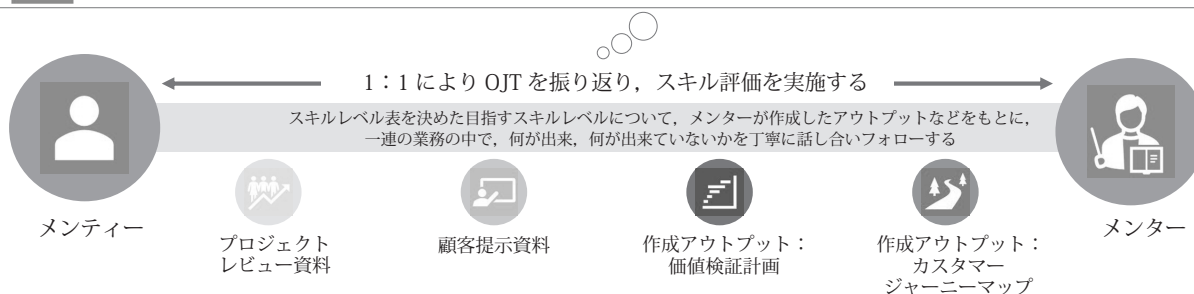 1：1 により OJT を振り返り，スキル評価を実施する
スキルレベル表を決めた目指すスキルレベルについて，メンターが作成したアウトプットなどをもとに，
一連の業務の中で，何が出来，何が出来ていないかを丁寧に話し合いフォローする
メンティー
メンター
プロジェクト
レビュー資料
顧客提示資料
作成アウトプット：
価値検証計画
作成アウトプット：
カスタマー
ジャーニーマップ